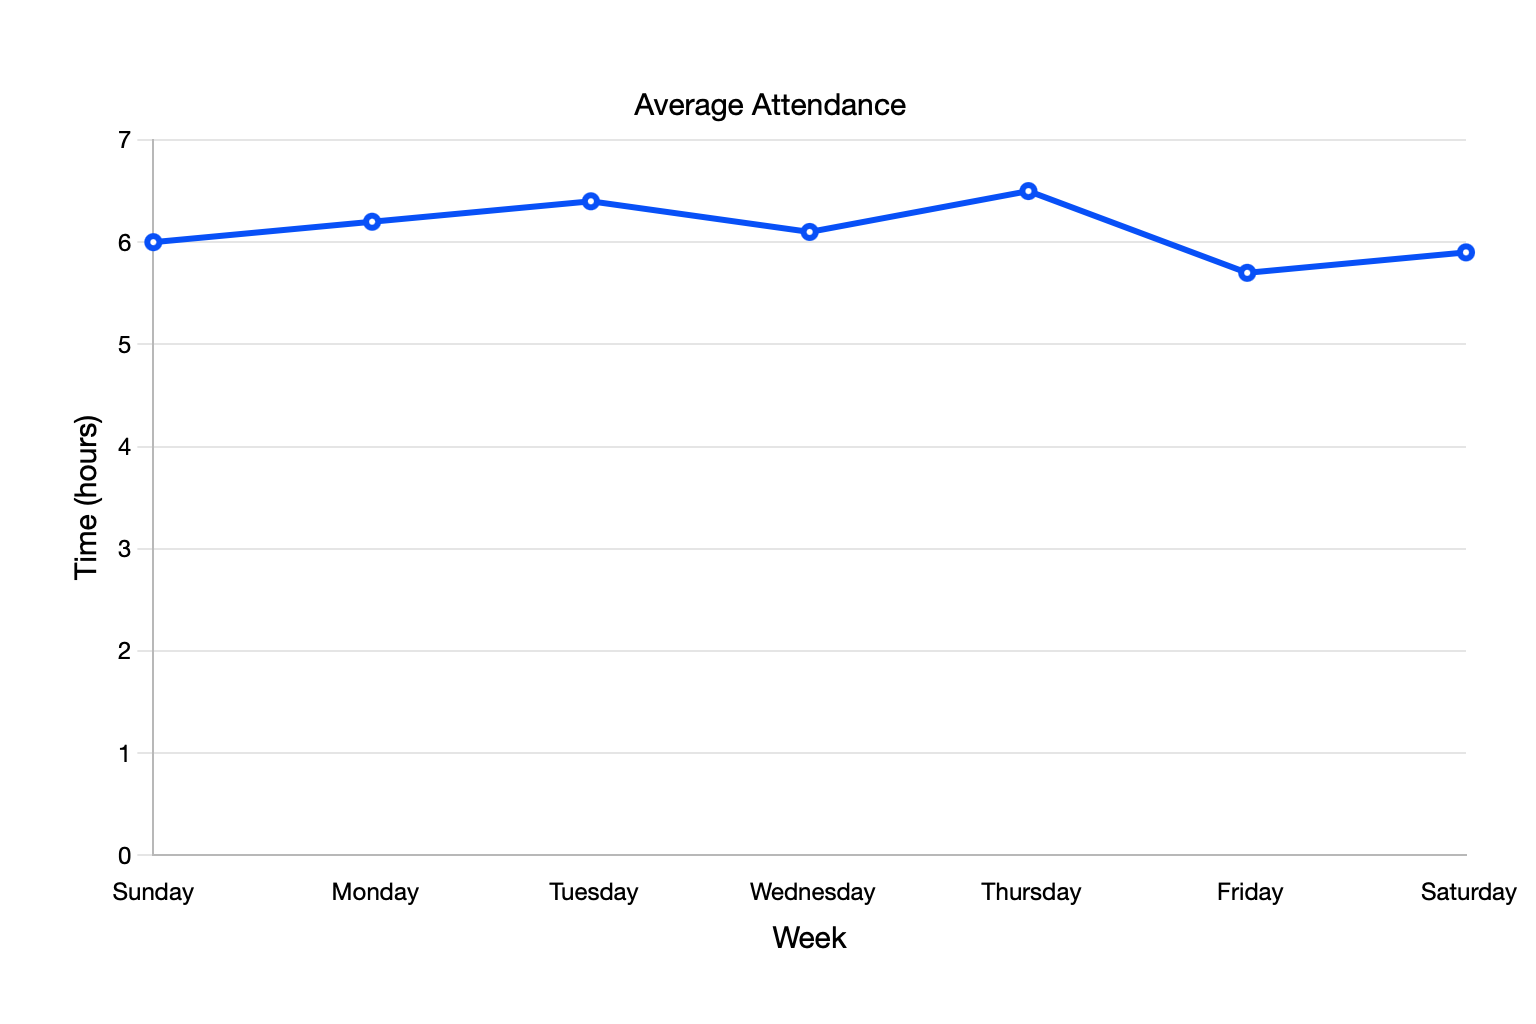 Average Attendance
7
6
5
4
3
2
1
0
Time (hours)
Sunday Monday Tuesday Wednesday Thursday Friday Saturday
Week